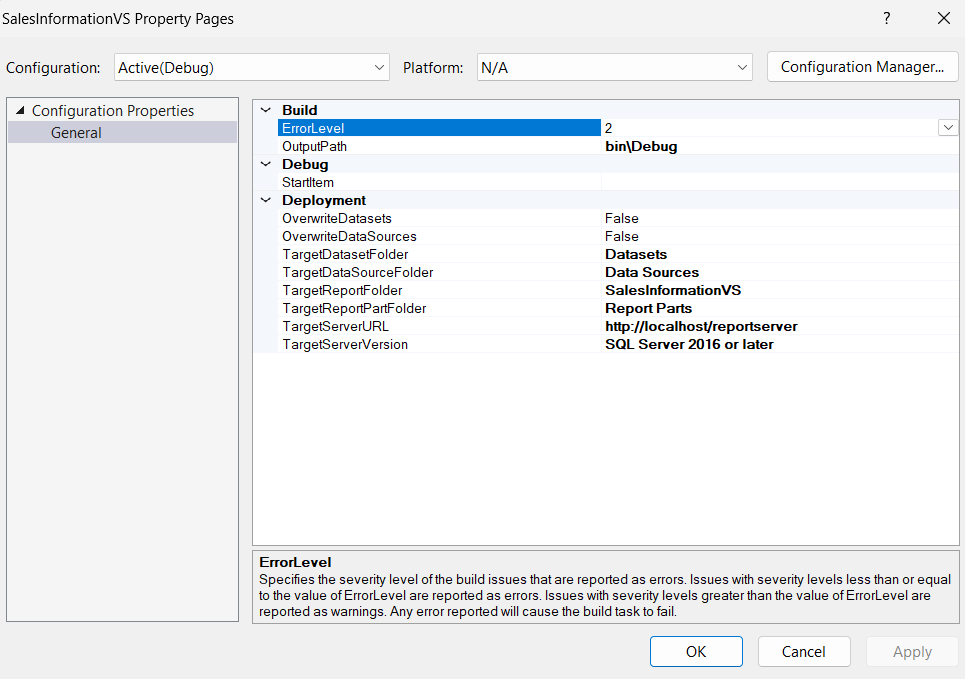 SalesInformationVS Property Pages ?
Configuration: Active(Debug) Platform: N/A Configuration Manager...
Configuration Properties
General
Build
ErrorLevel 2
OutputPath bin\Debug
Debug
StartItem
Deployment
OverwriteDatasets False
OverwriteDataSources False
TargetDatasetFolder Datasets
TargetDataSourceFolder Data Sources
TargetReportFolder SalesInformationVS
TargetReportPartFolder Report Parts
TargetServerURL http://localhost/reportserver
TargetServerVersion SQL Server 2016 or later
ErrorLevel
Specifies the severity level of the build issues that are reported as errors. Issues with severity levels less than or equal
to the value of ErrorLevel are reported as errors. Issues with severity levels greater than the value of ErrorLevel are
reported as warnings. Any error reported will cause the build task to fail.
OK Cancel Apply